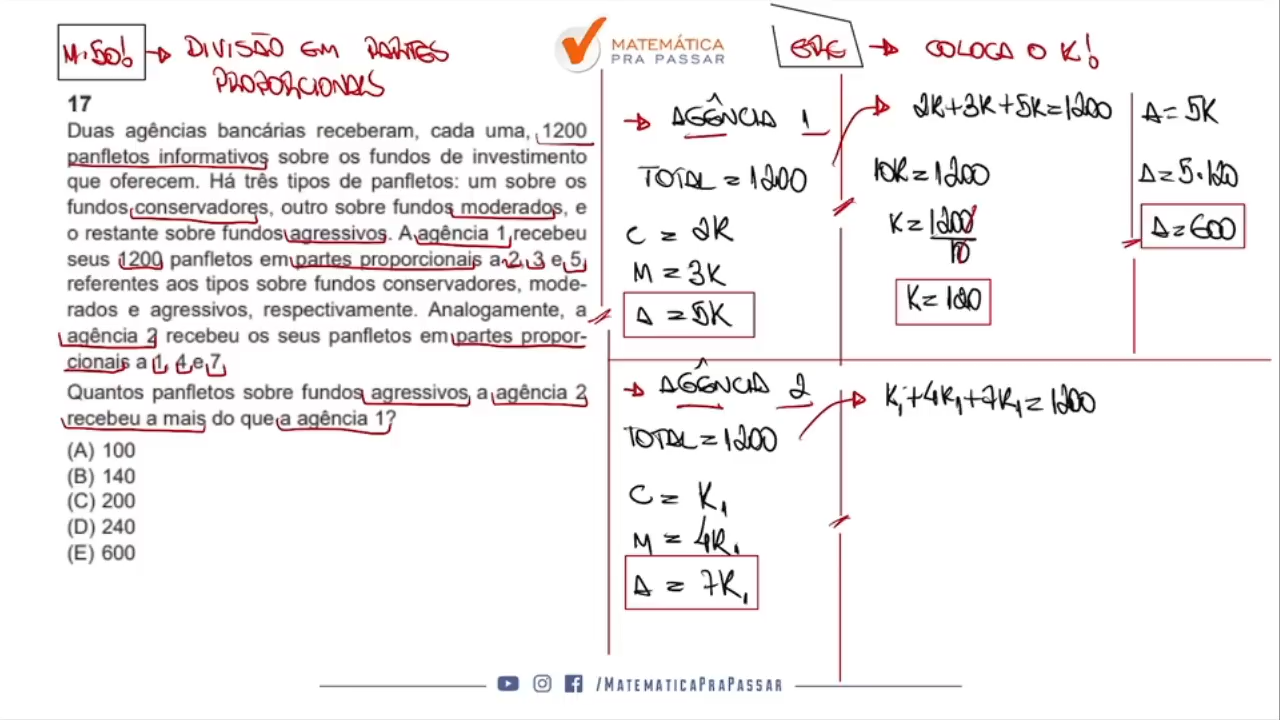 M.50! → DIVISÃO EM PARTES
PROPORCIONAIS
MATEMÁTICA
PRA PASSAR
→ COLOCA O K!
17
Duas agências bancárias receberam, cada uma, 1200
panfletos informativos sobre os fundos de investimento
que oferecem. Há três tipos de panfletos: um sobre os
fundos conservadores, outro sobre fundos moderados, e
o restante sobre fundos agressivos. A agência 1 recebeu
seus 1200 panfletos em partes proporcionais a 2, 3 e 5,
referentes aos tipos sobre fundos conservadores, mode-
rados e agressivos, respectivamente. Analogamente, a
agência 2 recebeu os seus panfletos em partes propor-
cionais a 1, 4 e 7.
Quantos panfletos sobre fundos agressivos a agência 2
recebeu a mais do que a agência 1?
(A) 100
(B) 140
(C) 200
(D) 240
(E) 600
→ AGÊNCIA 1
TOTAL = 1200
C = 2K
M = 3K
A = 5K
2K+3K+5K=1200
10K=1200
K=1200
10
K=120
A=5K
A=5.120
A=600
→ AGÊNCIA 2
TOTAL=1200
C = K₁
M = 4K₁
A = 7K₁
K₁+4K₁+7K₁=1200
/MATEMATICAPRAPASSAR